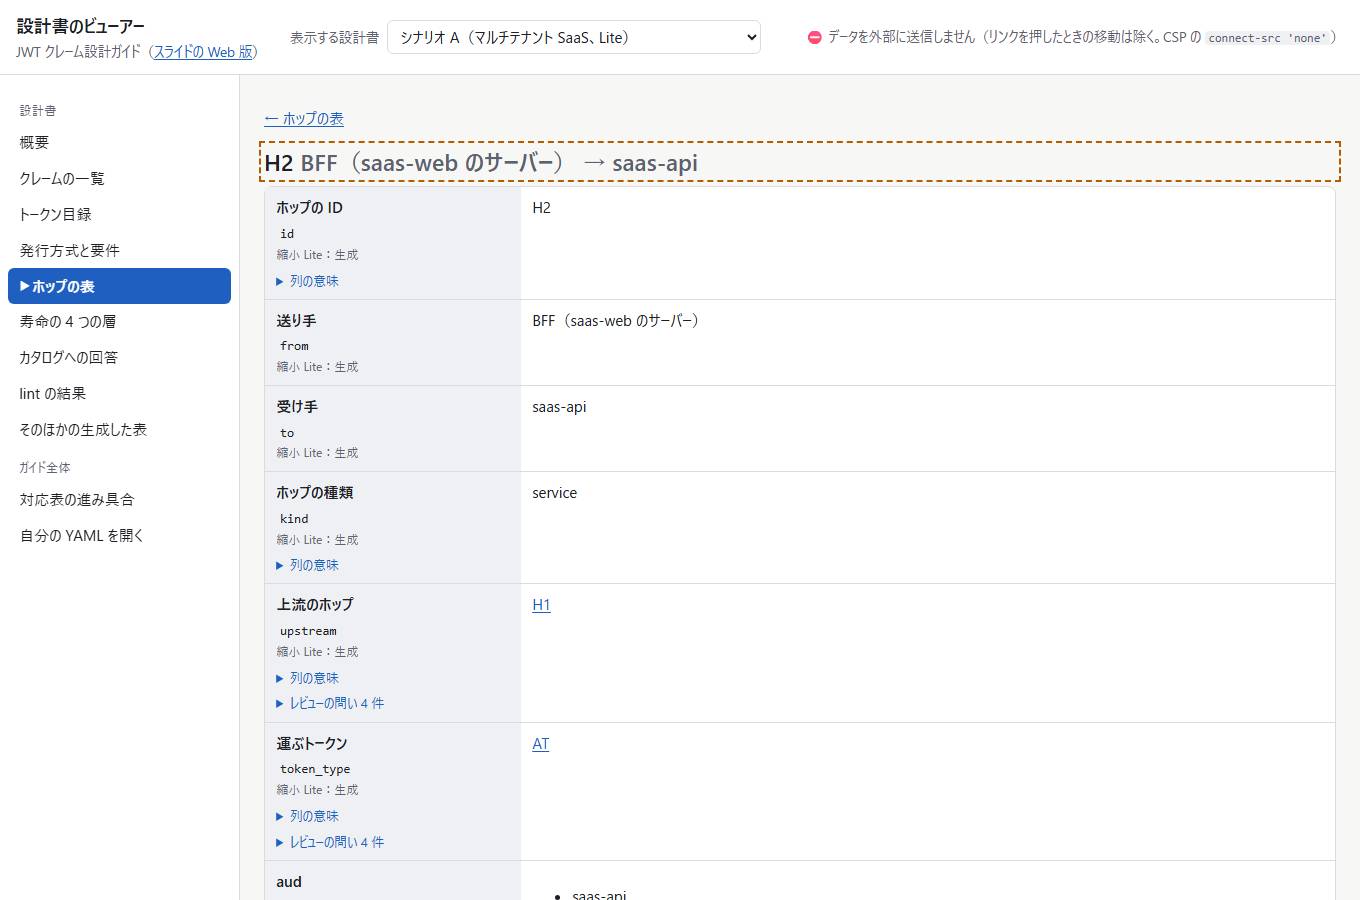 設計書のビューアー
JWT クレーム設計ガイド（スライドの Web 版）
表示する設計書
シナリオ A（マルチテナント SaaS、Lite）
⛔ データを外部に送信しません（リンクを押したときの移動は除く。CSP の connect-src 'none' ）
設計書
概要
クレームの一覧
トークン目録
発行方式と要件
▶ホップの表
寿命の 4 つの層
カタログへの回答
lint の結果
そのほかの生成した表
ガイド全体
対応表の進み具合
自分の YAML を開く
← ホップの表
H2 BFF（saas-web のサーバー） → saas-api
ホップの ID
id
縮小 Lite：生成
▶ 列の意味
H2
送り手
from
縮小 Lite：生成
BFF（saas-web のサーバー）
受け手
to
縮小 Lite：生成
saas-api
ホップの種類
kind
縮小 Lite：生成
▶ 列の意味
service
上流のホップ
upstream
縮小 Lite：生成
▶ 列の意味
▶ レビューの問い 4 件
H1
運ぶトークン
token_type
縮小 Lite：生成
▶ 列の意味
▶ レビューの問い 4 件
AT
aud
• saas-api